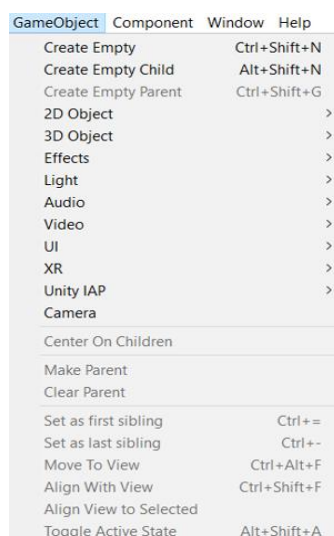 GameObject Component Window Help
Create Empty Ctrl+Shift+N
Create Empty Child Alt+Shift+N
Create Empty Parent Ctrl+Shift+G
2D Object >
3D Object >
Effects >
Light >
Audio >
Video >
UI >
XR >
Unity IAP >
Camera
Center On Children
Make Parent
Clear Parent
Set as first sibling Ctrl+=
Set as last sibling Ctrl+-
Move To View Ctrl+Alt+F
Align With View Ctrl+Shift+F
Align View to Selected
Toggle Active State Alt+Shift+A